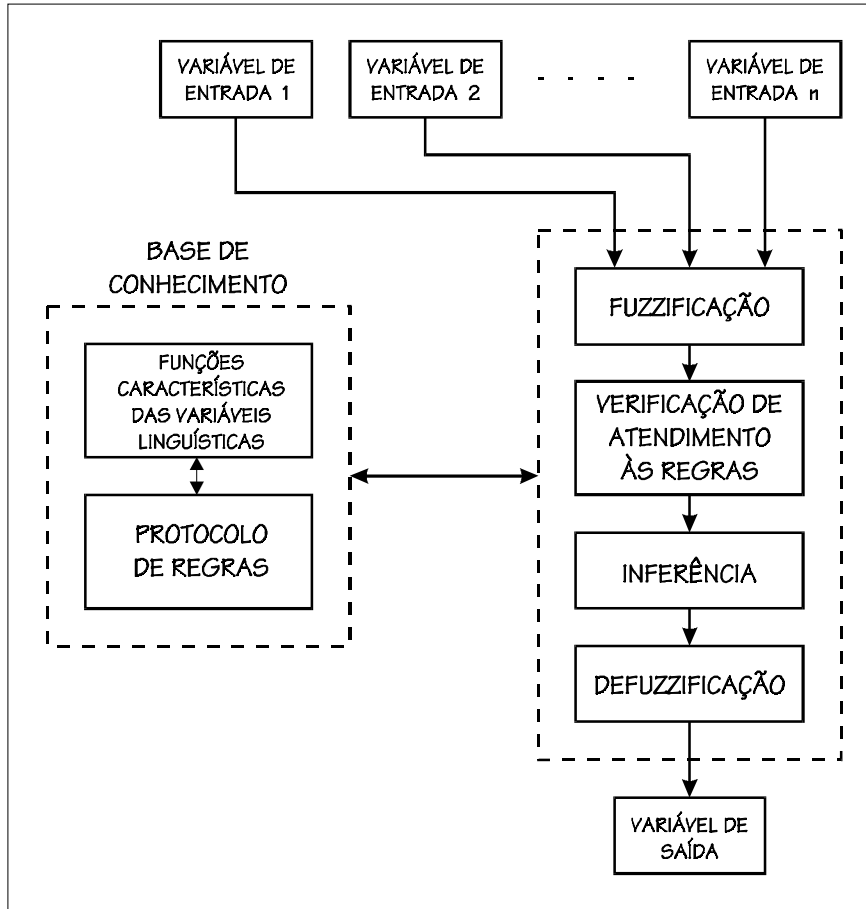 VARIÁVEL DE
ENTRADA 1
VARIÁVEL DE
ENTRADA 2
- - - -
VARIÁVEL DE
ENTRADA n
BASE DE
CONHECIMENTO
FUNÇÕES
CARACTERÍSTICAS
DAS VARIÁVEIS
LINGUÍSTICAS
PROTOCOLO
DE REGRAS
FUZZIFICAÇÃO
VERIFICAÇÃO DE
ATENDIMENTO
ÀS REGRAS
INFERÊNCIA
DEFUZZIFICAÇÃO
VARIÁVEL DE
SAÍDA